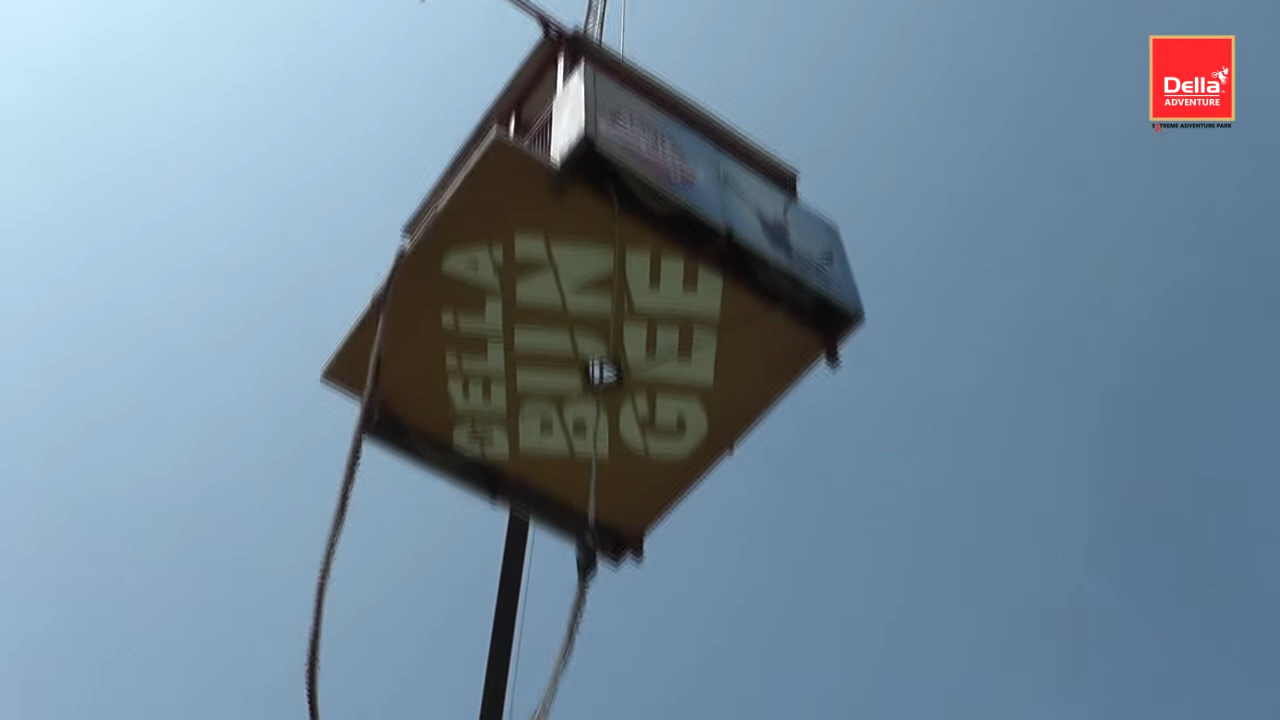 DELLA
BUN
GEE
Della
ADVENTURE
EXTREME ADVENTURE PARK